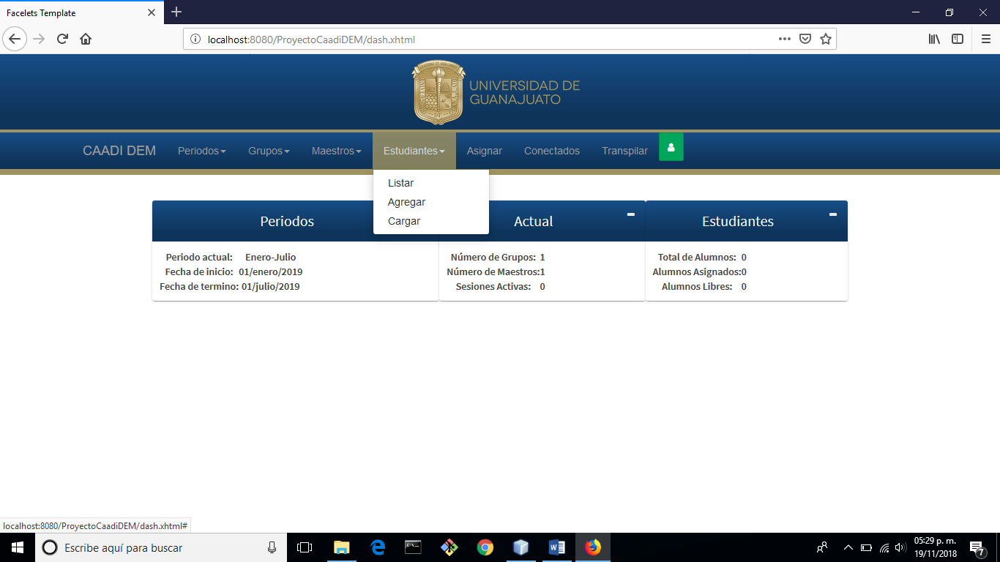 Facelets Template
localhost:8080/ProyectoCaadiDEM/dash.xhtml
UNIVERSIDAD DE
GUANAJUATO
CAADI DEM Periodos Grupos Maestros Estudiantes Asignar Conectados Transpilar
Listar
Agregar
Cargar
Periodos
Periodo actual: Enero-Julio
Fecha de inicio: 01/enero/2019
Fecha de termino: 01/julio/2019
Actual
Número de Grupos: 1
Número de Maestros:1
Sesiones Activas: 0
Estudiantes
Total de Alumnos: 0
Alumnos Asignados:0
Alumnos Libres: 0
localhost:8080/ProyectoCaadiDEM/dash.xhtml#
Escribe aquí para buscar
05:29 p. m.
19/11/2018
7